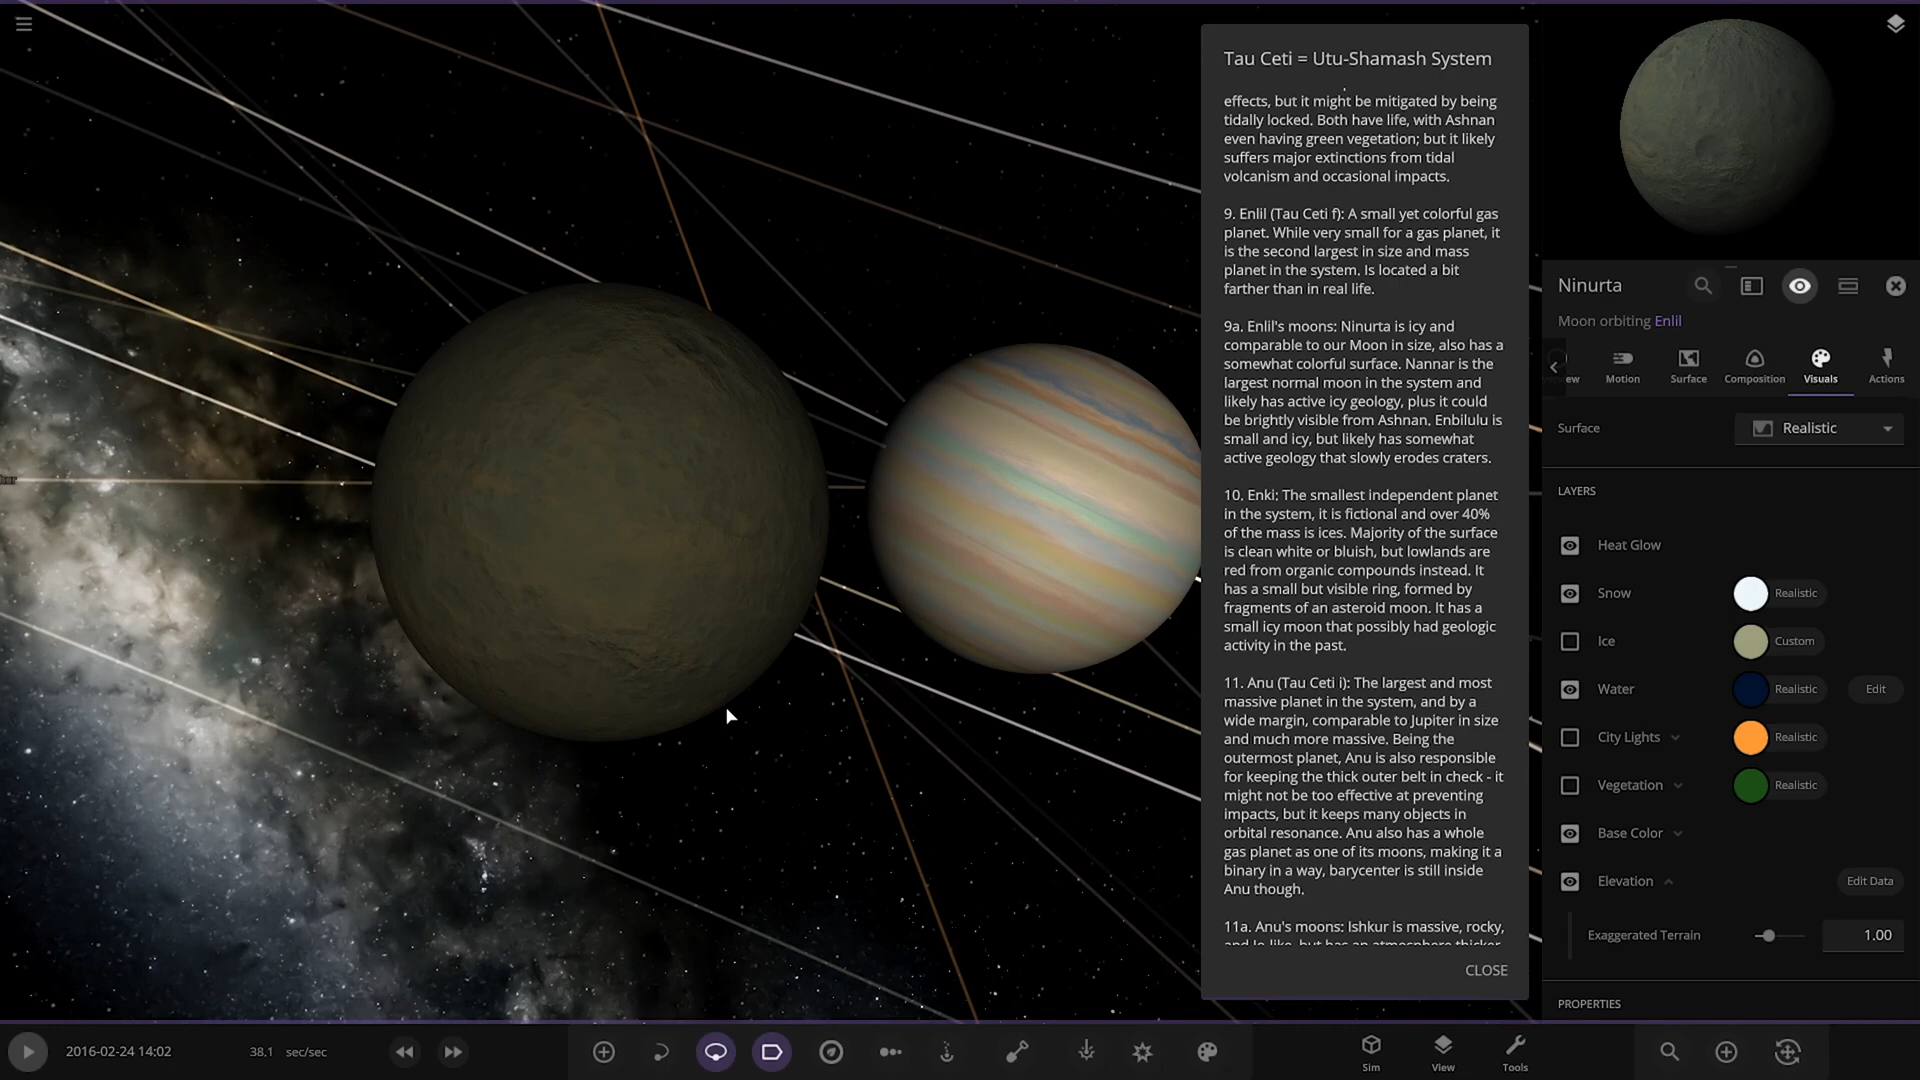 Tau Ceti = Utu-Shamash System
effects, but it might be mitigated by being
tidally locked. Both have life, with Ashnan
even having green vegetation; but it likely
suffers major extinctions from tidal
volcanism and occasional impacts.
9. Enlil (Tau Ceti f): A small yet colorful gas
planet. While very small for a gas planet, it
is the second largest in size and mass
planet in the system. Is located a bit
farther than in real life.
9a. Enlil's moons: Ninurta is icy and
comparable to our Moon in size, also has a
somewhat colorful surface. Nannar is the
largest normal moon in the system and
likely has active icy geology, plus it could
be brightly visible from Ashnan. Enbilulu is
small and icy, but likely has somewhat
active geology that slowly erodes craters.
10. Enki: The smallest independent planet
in the system, it is fictional and over 40%
of the mass is ices. Majority of the surface
is clean white or bluish, but lowlands are
red from organic compounds instead. It
has a small but visible ring, formed by
fragments of an asteroid moon. It has a
small icy moon that possibly had geologic
activity in the past.
11. Anu (Tau Ceti i): The largest and most
massive planet in the system, and by a
wide margin, comparable to Jupiter in size
and much more massive. Being the
outermost planet, Anu is also responsible
for keeping the thick outer belt in check - it
might not be too effective at preventing
impacts, but it keeps many objects in
orbital resonance. Anu also has a whole
gas planet as one of its moons, making it a
binary in a way, barycenter is still inside
Anu though.
11a. Anu's moons: Ishkur is massive, rocky,
and Io-like, but has an atmosphere thicker
CLOSE
Ninurta
Moon orbiting Enlil
ew
Motion
Surface
Composition
Visuals
Actions
Surface
Realistic
LAYERS
Heat Glow
Snow
Realistic
Ice
Custom
Water
Realistic
Edit
City Lights
Realistic
Vegetation
Realistic
Base Color
Elevation
Edit Data
Exaggerated Terrain
1.00
PROPERTIES
2016-02-24 14:02
38.1 sec/sec
Sim
View
Tools